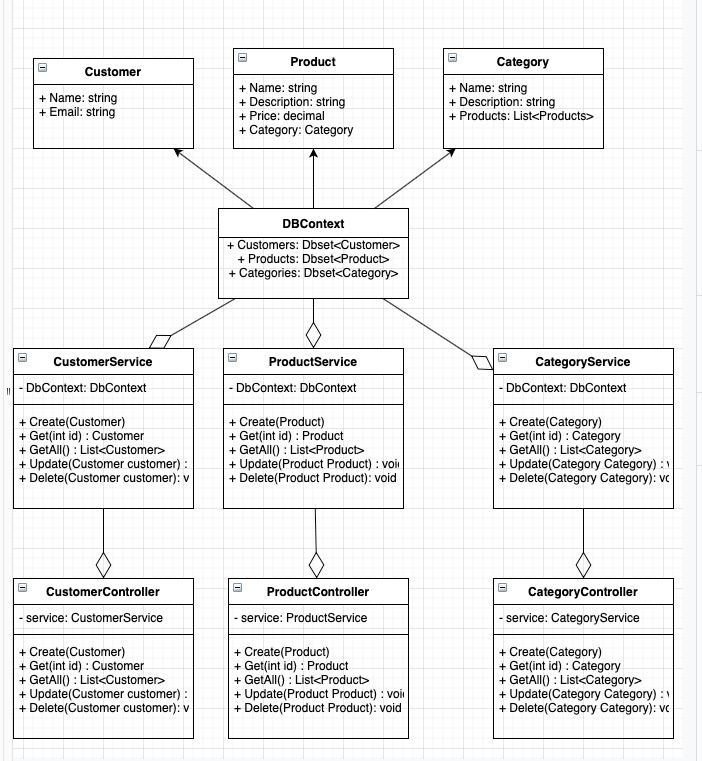 Customer
+ Name: string
+ Email: string
Product
+ Name: string
+ Description: string
+ Price: decimal
+ Category: Category
Category
+ Name: string
+ Description: string
+ Products: List<Products>
DBContext
+ Customers: Dbset<Customer>
+ Products: Dbset<Product>
+ Categories: Dbset<Category>
CustomerService
- DbContext: DbContext
+ Create(Customer)
+ Get(int id) : Customer
+ GetAll() : List<Customer>
+ Update(Customer customer) :
+ Delete(Customer customer): v
ProductService
- DbContext: DbContext
+ Create(Product)
+ Get(int id) : Product
+ GetAll() : List<Product>
+ Update(Product Product) : voi
+ Delete(Product Product): void
CategoryService
- DbContext: DbContext
+ Create(Category)
+ Get(int id) : Category
+ GetAll() : List<Category>
+ Update(Category Category) :
+ Delete(Category Category): vo
CustomerController
- service: CustomerService
+ Create(Customer)
+ Get(int id) : Customer
+ GetAll() : List<Customer>
+ Update(Customer customer) :
+ Delete(Customer customer): v
ProductController
- service: ProductService
+ Create(Product)
+ Get(int id) : Product
+ GetAll() : List<Product>
+ Update(Product Product) : voi
+ Delete(Product Product): void
CategoryController
- service: CategoryService
+ Create(Category)
+ Get(int id) : Category
+ GetAll() : List<Category>
+ Update(Category Category) :
+ Delete(Category Category): vo